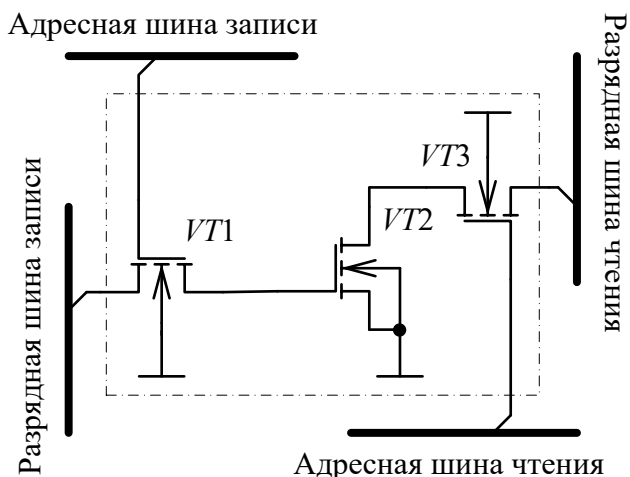 Адресная шина записи
Разрядная шина чтения
VT3
VT1
VT2
Разрядная шина записи
Адресная шина чтения